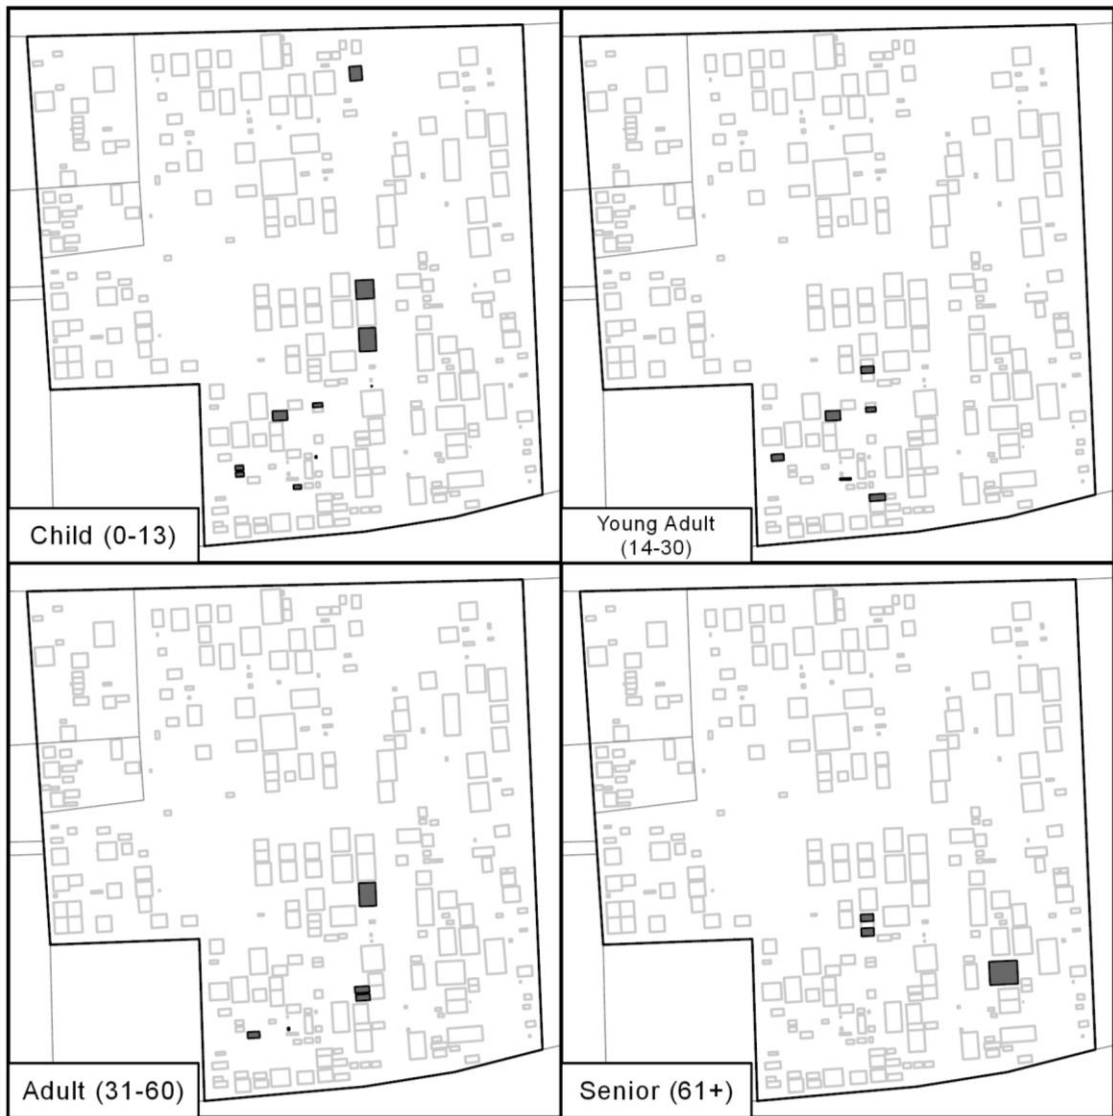 Child (0-13)
Young Adult
(14-30)
Adult (31-60)
Senior (61+)